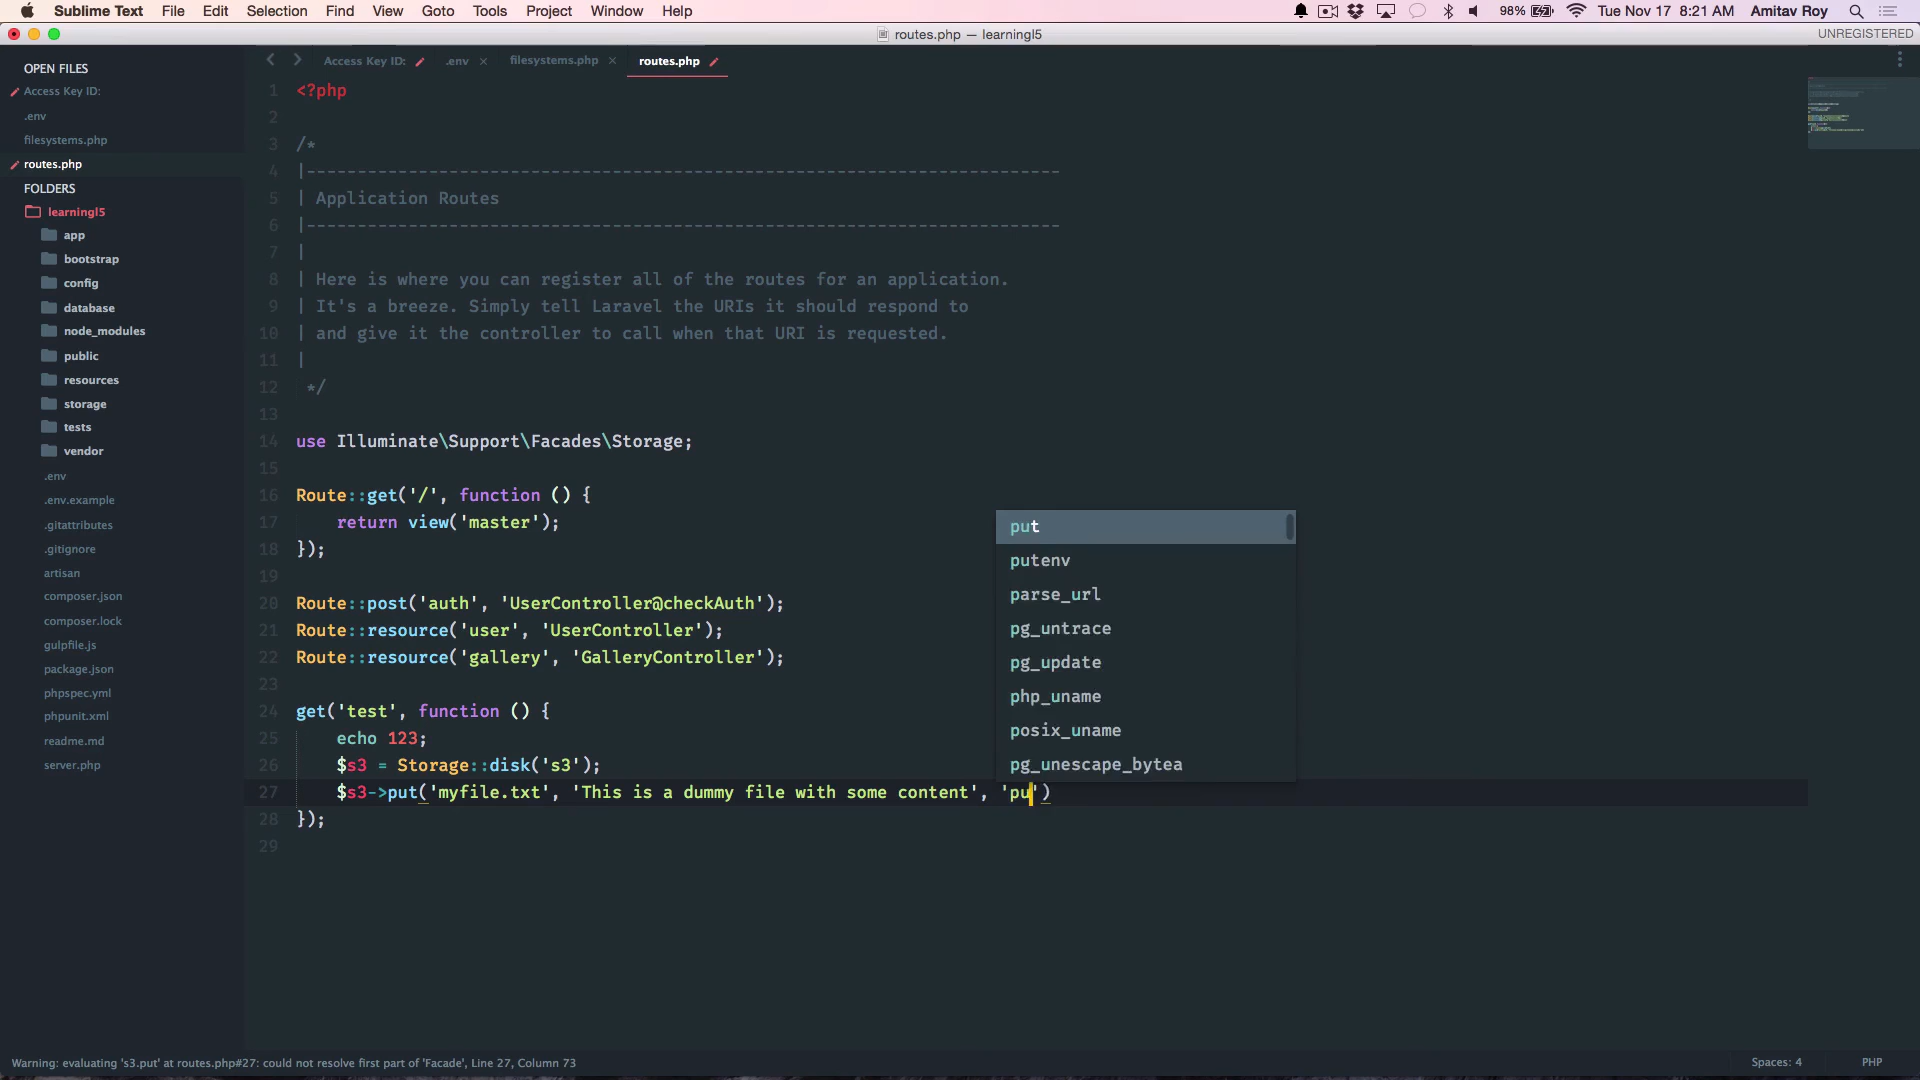 Sublime Text File Edit Selection Find View Goto Tools Project Window Help 98% Tue Nov 17 8:21 AM Amitav Roy
routes.php — learningl5 UNREGISTERED
OPEN FILES
Access Key ID:
.env
filesystems.php
routes.php
FOLDERS
learningl5
app
bootstrap
config
database
node_modules
public
resources
storage
tests
vendor
.env
.env.example
.gitattributes
.gitignore
artisan
composer.json
composer.lock
gulpfile.js
package.json
phpspec.yml
phpunit.xml
readme.md
server.php
Access Key ID: .env filesystems.php routes.php
1 <?php
2
3 /*
4 |--------------------------------------------------------------------------
5 | Application Routes
6 |--------------------------------------------------------------------------
7 |
8 | Here is where you can register all of the routes for an application.
9 | It's a breeze. Simply tell Laravel the URIs it should respond to
10 | and give it the controller to call when that URI is requested.
11 |
12 */
13
14 use Illuminate\Support\Facades\Storage;
15
16 Route::get('/', function () {
17 return view('master');
18 });
19
20 Route::post('auth', 'UserController@checkAuth');
21 Route::resource('user', 'UserController');
22 Route::resource('gallery', 'GalleryController');
23
24 get('test', function () {
25 echo 123;
26 $s3 = Storage::disk('s3');
27 $s3->put('myfile.txt', 'This is a dummy file with some content', 'pu')
28 });
29
put
putenv
parse_url
pg_untrace
pg_update
php_uname
posix_uname
pg_unescape_bytea
Warning: evaluating 's3.put' at routes.php#27: could not resolve first part of 'Facade', Line 27, Column 73 Spaces: 4 PHP